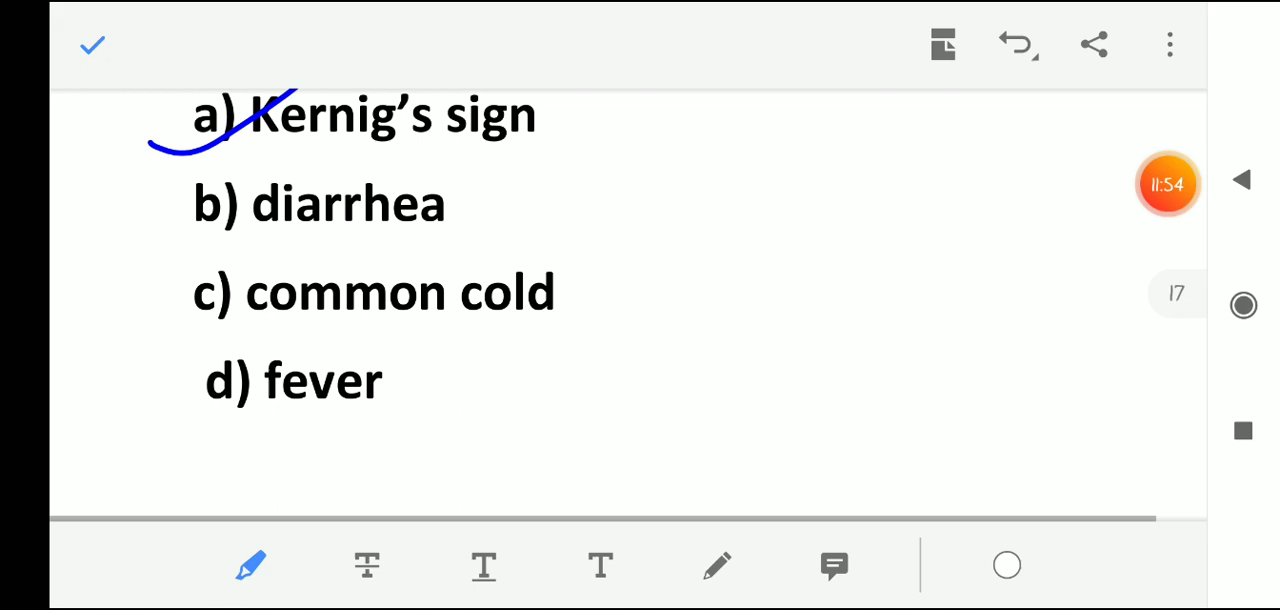 a) Kernig’s sign
11:54
b) diarrhea
17
c) common cold
d) fever